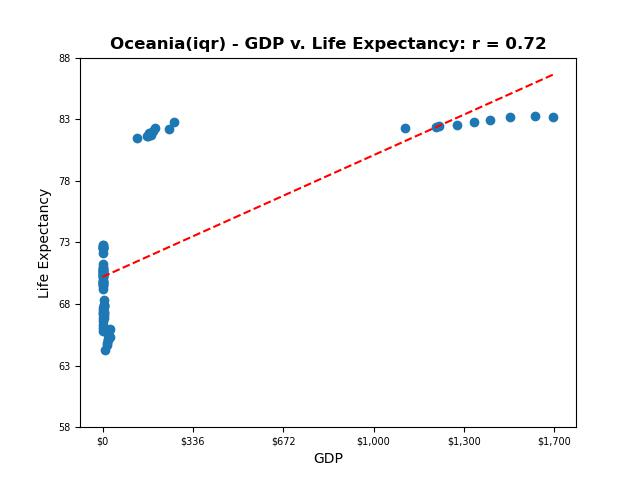 Oceania(iqr) - GDP v. Life Expectancy: r = 0.72
88
83
78
73
68
63
58
Life Expectancy
$0 $336 $672 $1,000 $1,300 $1,700
GDP